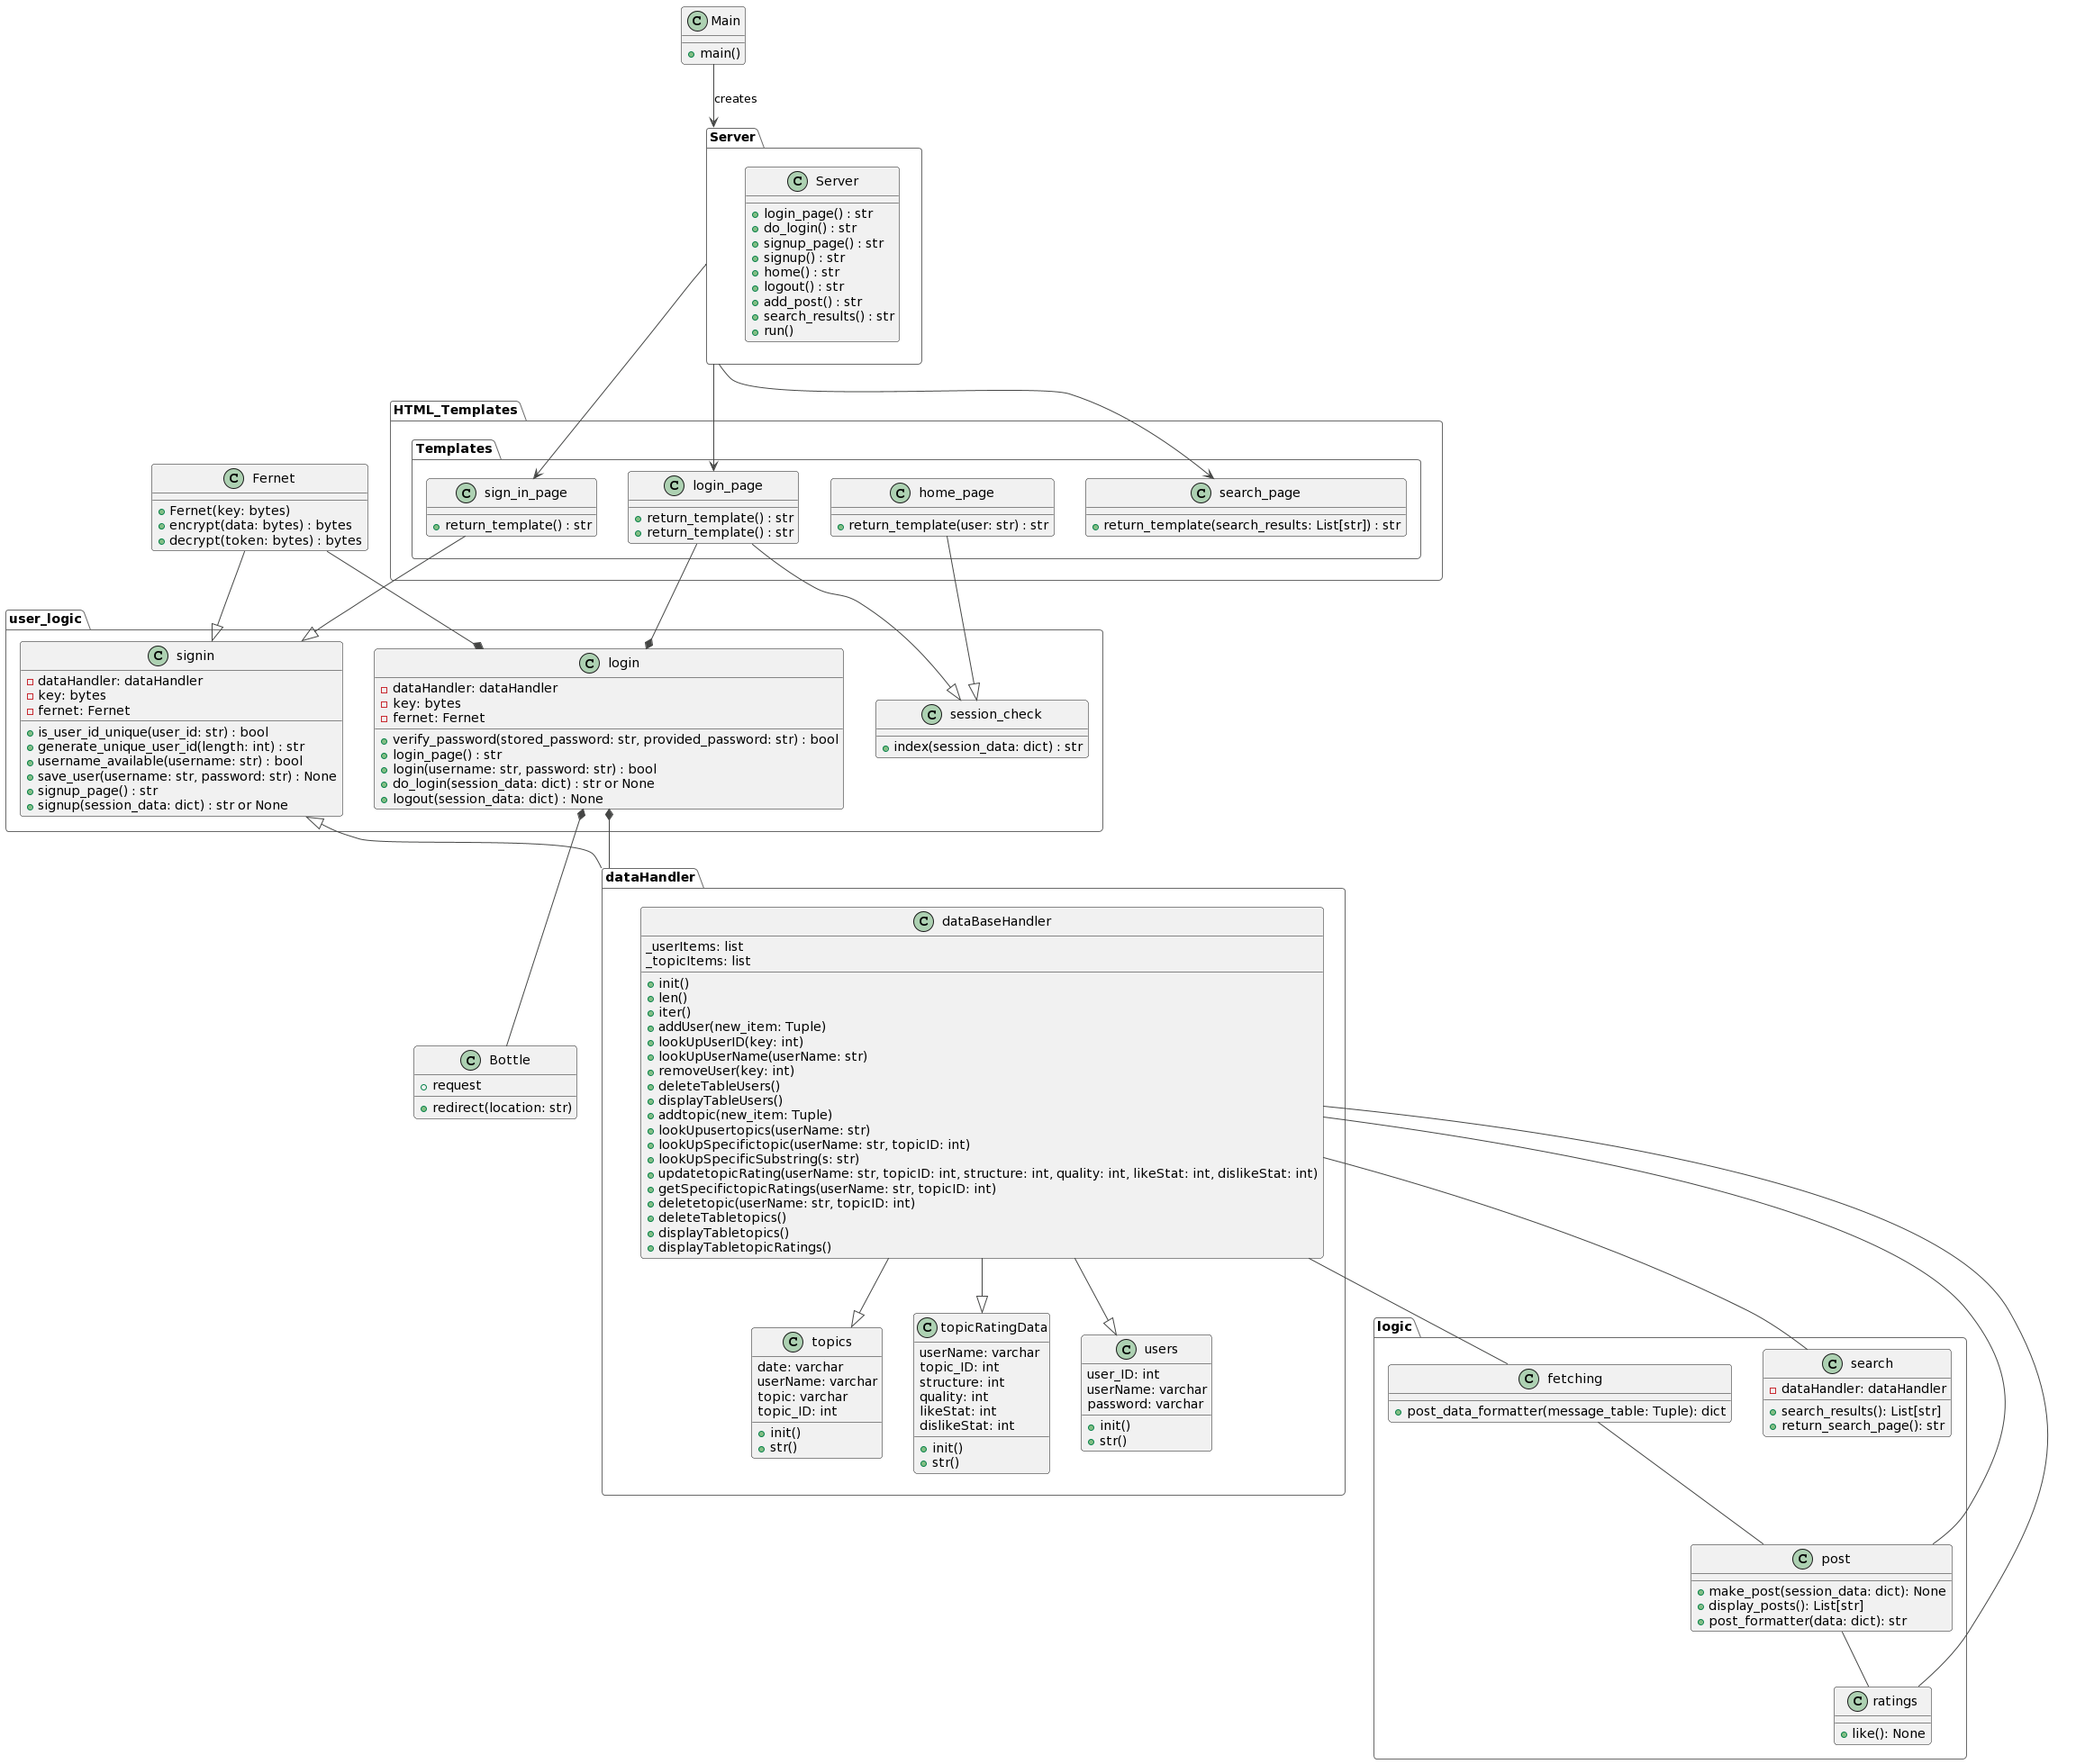 C Main
main()
creates
Server
C Server
login_page() : str
do_login() : str
signup_page() : str
signup() : str
home() : str
logout() : str
add_post() : str
search_results() : str
run()
HTML_Templates
Templates
C sign_in_page
return_template() : str
C login_page
return_template() : str
return_template() : str
C home_page
return_template(user: str) : str
C search_page
return_template(search_results: List[str]) : str
C Fernet
Fernet(key: bytes)
encrypt(data: bytes) : bytes
decrypt(token: bytes) : bytes
user_logic
C signin
dataHandler: dataHandler
key: bytes
fernet: Fernet
is_user_id_unique(user_id: str) : bool
generate_unique_user_id(length: int) : str
username_available(username: str) : bool
save_user(username: str, password: str) : None
signup_page() : str
signup(session_data: dict) : str or None
C login
dataHandler: dataHandler
key: bytes
fernet: Fernet
verify_password(stored_password: str, provided_password: str) : bool
login_page() : str
login(username: str, password: str) : bool
do_login(session_data: dict) : str or None
logout(session_data: dict) : None
C session_check
index(session_data: dict) : str
dataHandler
C dataBaseHandler
_userItems: list
_topicItems: list
init()
len()
iter()
addUser(new_item: Tuple)
lookUpUserID(key: int)
lookUpUserName(userName: str)
removeUser(key: int)
deleteTableUsers()
displayTableUsers()
addtopic(new_item: Tuple)
lookUpusertopics(userName: str)
lookUpSpecifictopic(userName: str, topicID: int)
lookUpSpecificSubstring(s: str)
updatetopicRating(userName: str, topicID: int, structure: int, quality: int, likeStat: int, dislikeStat: int)
getSpecifictopicRatings(userName: str, topicID: int)
deletetopic(userName: str, topicID: int)
deleteTabletopics()
displayTabletopics()
displayTabletopicRatings()
C Bottle
request
redirect(location: str)
C topics
date: varchar
userName: varchar
topic: varchar
topic_ID: int
init()
str()
C topicRatingData
userName: varchar
topic_ID: int
structure: int
quality: int
likeStat: int
dislikeStat: int
init()
str()
C users
user_ID: int
userName: varchar
password: varchar
init()
str()
logic
C fetching
post_data_formatter(message_table: Tuple): dict
C search
dataHandler: dataHandler
search_results(): List[str]
return_search_page(): str
C post
make_post(session_data: dict): None
display_posts(): List[str]
post_formatter(data: dict): str
C ratings
like(): None